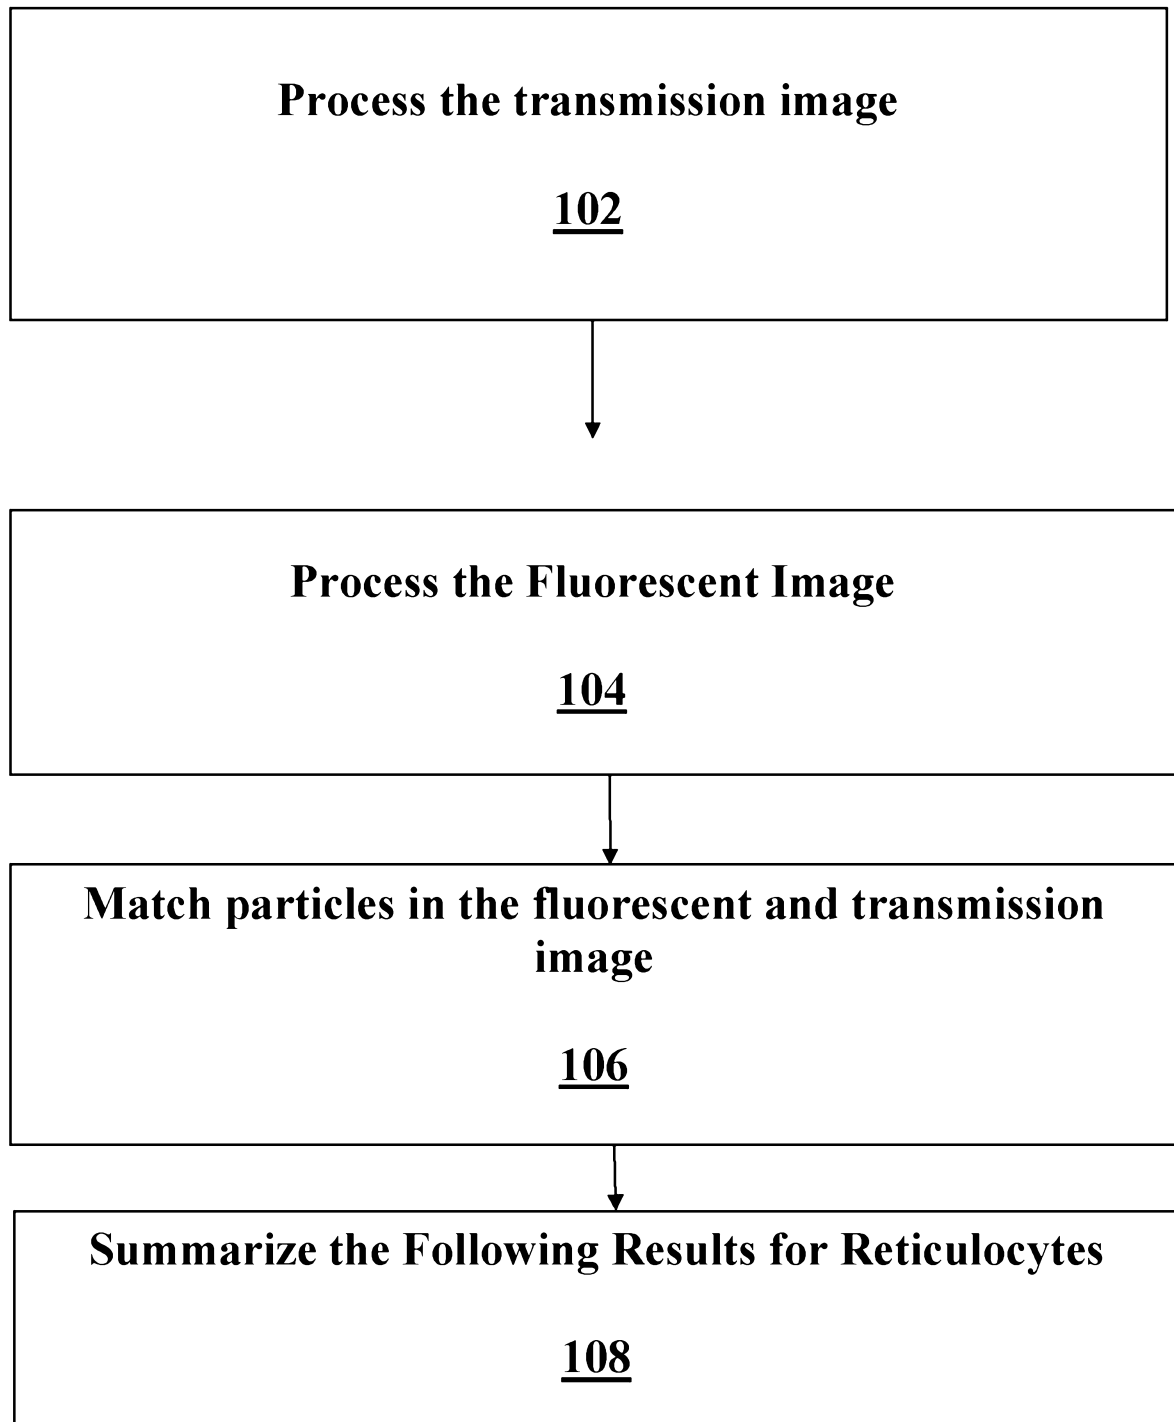 Process the transmission image
102
Process the Fluorescent Image
104
Match particles in the fluorescent and transmission
image
106
Summarize the Following Results for Reticulocytes
108